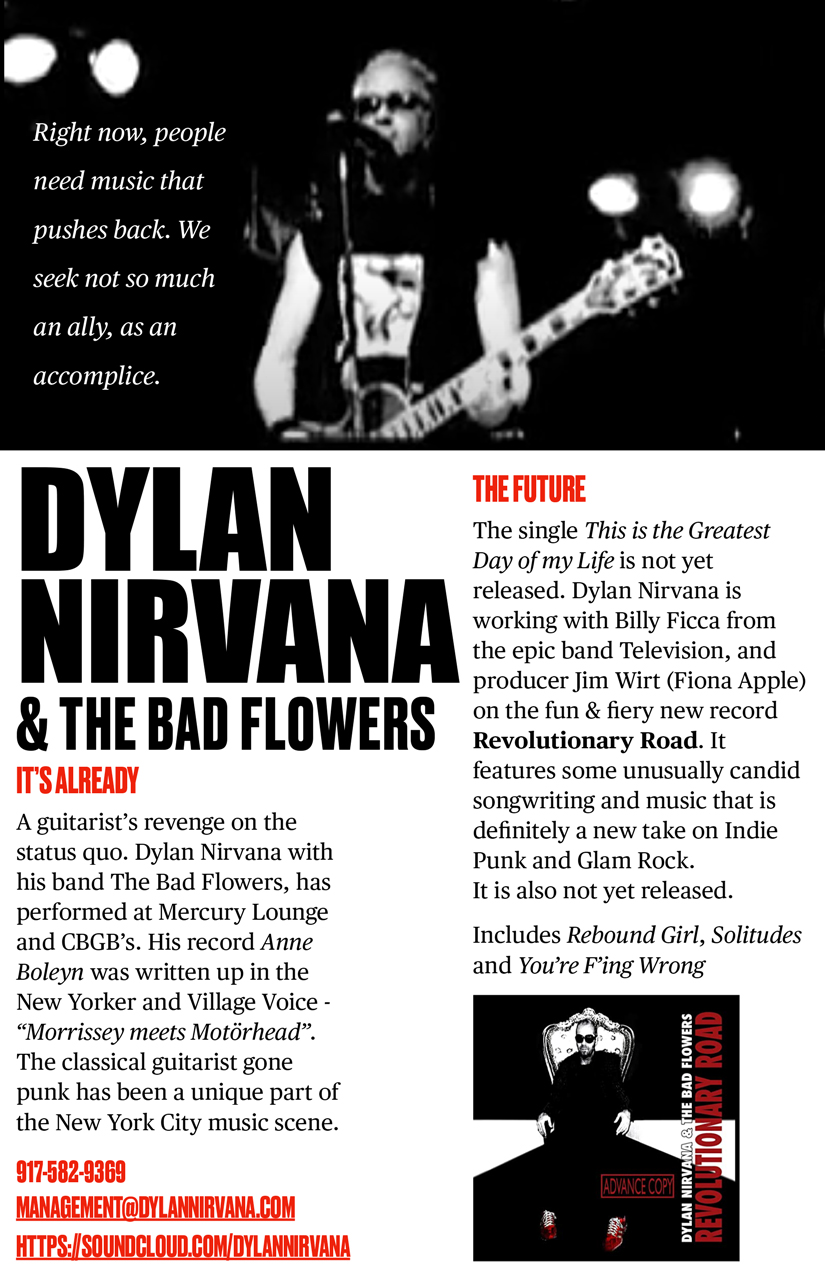 Right now, people
need music that
pushes back. We
seek not so much
an ally, as an
accomplice.
DYLAN
NIRVANA
& THE BAD FLOWERS
IT'S ALREADY
A guitarist's revenge on the
status quo. Dylan Nirvana with
his band The Bad Flowers, has
performed at Mercury Lounge
and CBGB's. His record Anne
Boleyn was written up in the
New Yorker and Village Voice -
“Morrissey meets Motörhead”.
The classical guitarist gone
punk has been a unique part of
the New York City music scene.
917-582-9369
MANAGEMENT@DYLANNIRVANA.COM
HTTPS://SOUNDCLOUD.COM/DYLANNIRVANA
THE FUTURE
The single This is the Greatest
Day of my Life is not yet
released. Dylan Nirvana is
working with Billy Ficca from
the epic band Television, and
producer Jim Wirt (Fiona Apple)
on the fun & fiery new record
Revolutionary Road. It
features some unusually candid
songwriting and music that is
definitely a new take on Indie
Punk and Glam Rock.
It is also not yet released.
Includes Rebound Girl, Solitudes
and You're F'ing Wrong
DYLAN NIRVANA & THE BAD FLOWERS
REVOLUTIONARY ROAD
ADVANCE COPY